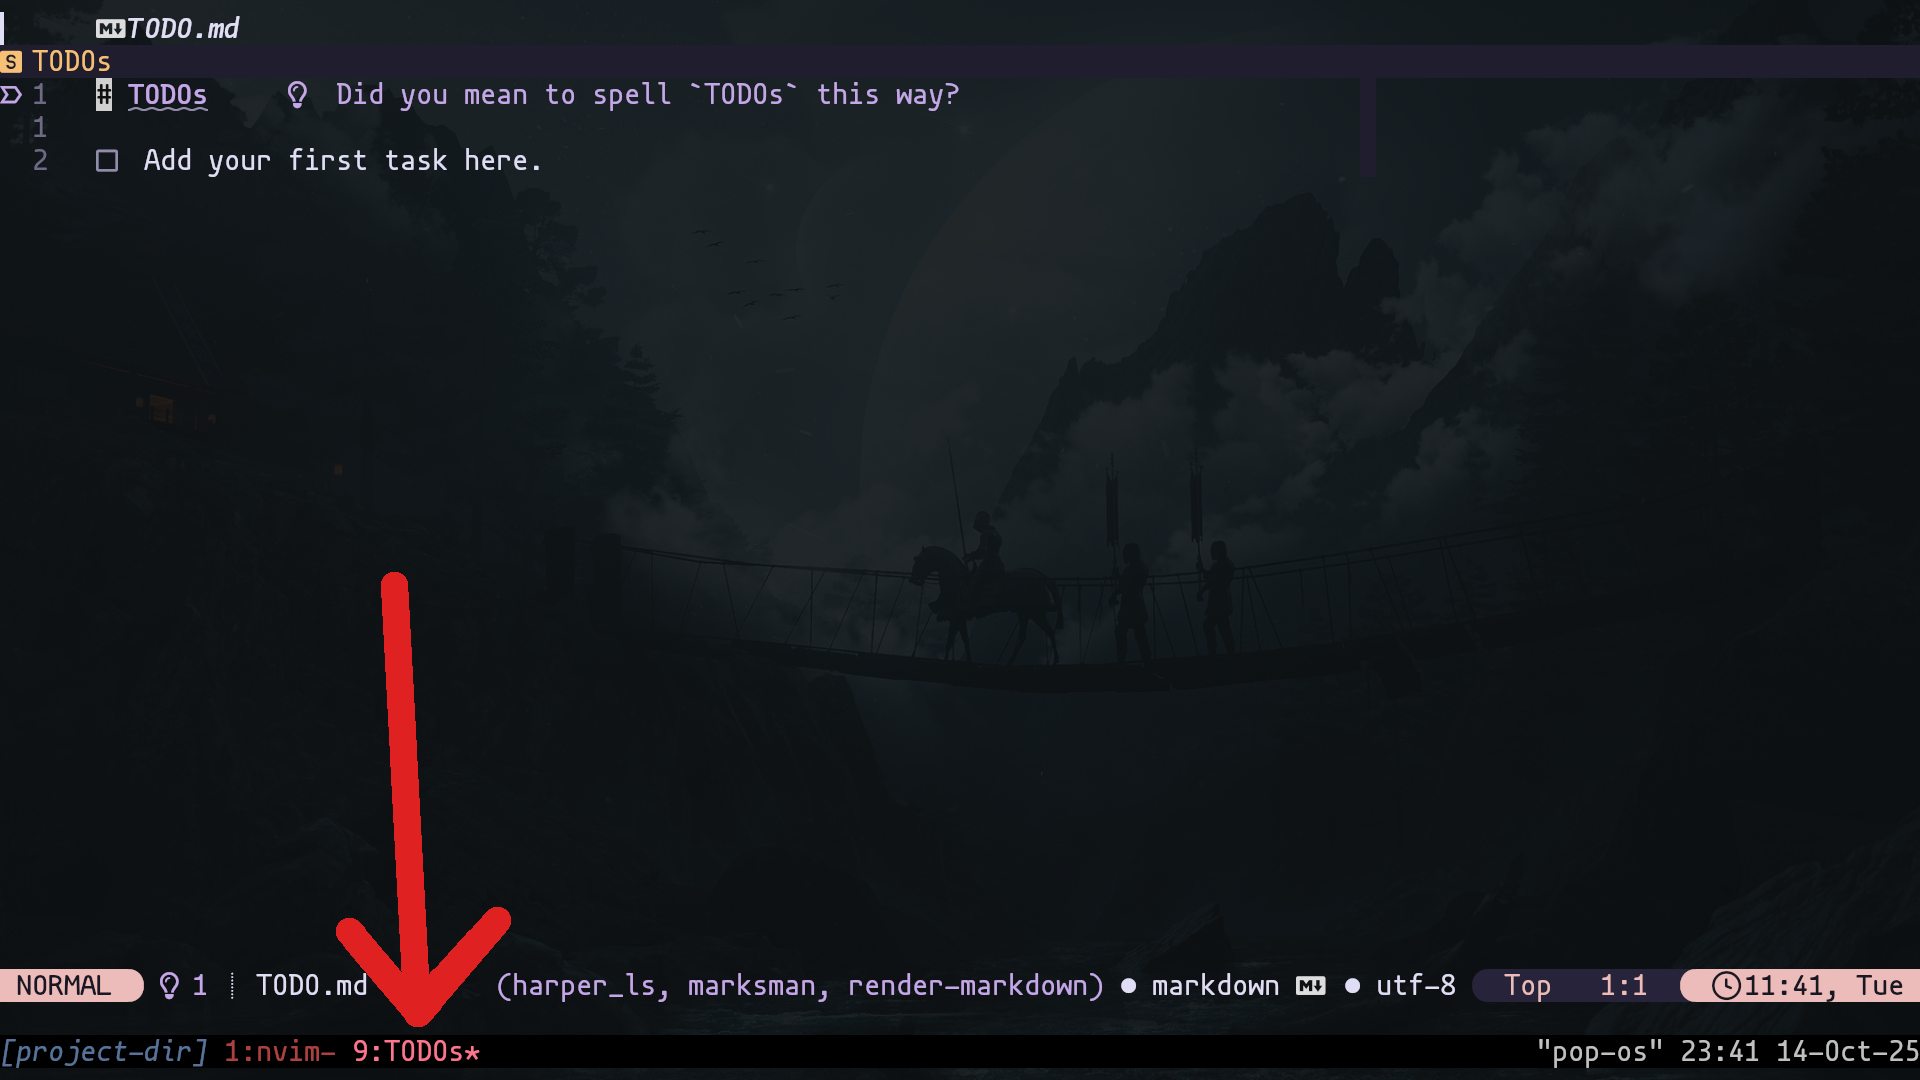 TODO.md
S TODOs
1 # TODOs Did you mean to spell `TODOs` this way?
1
2 Add your first task here.
NORMAL 1 TODO.md (harper_ls, marksman, render-markdown) ● markdown M↓ ● utf-8 Top 1:1 11:41, Tue
[project-dir] 1:nvim- 9:TODOs* "pop-os" 23:41 14-Oct-25